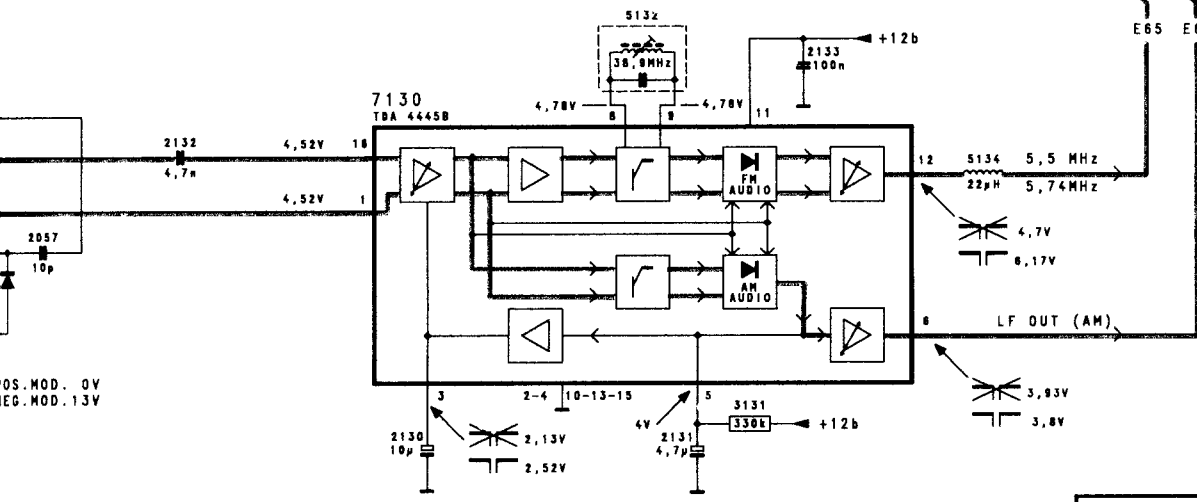 5132
E65
38,9MHz
+12b
2133
100n
7130
TDA 4445B
4,78V
8
9
4,78V
11
2132
4,7n
4,52V
16
12
5134
22µH
5,5 MHz
5,74MHz
FM
AUDIO
4,52V
1
2057
10p
4,7V
6,17V
AM
AUDIO
6
LF OUT (AM)
POS.MOD. 0V
NEG.MOD.13V
3
2-4
10-13-15
5
3,93V
3,8V
4V
3131
330k
+12b
2130
10µ
2,13V
2,52V
2131
4,7µ